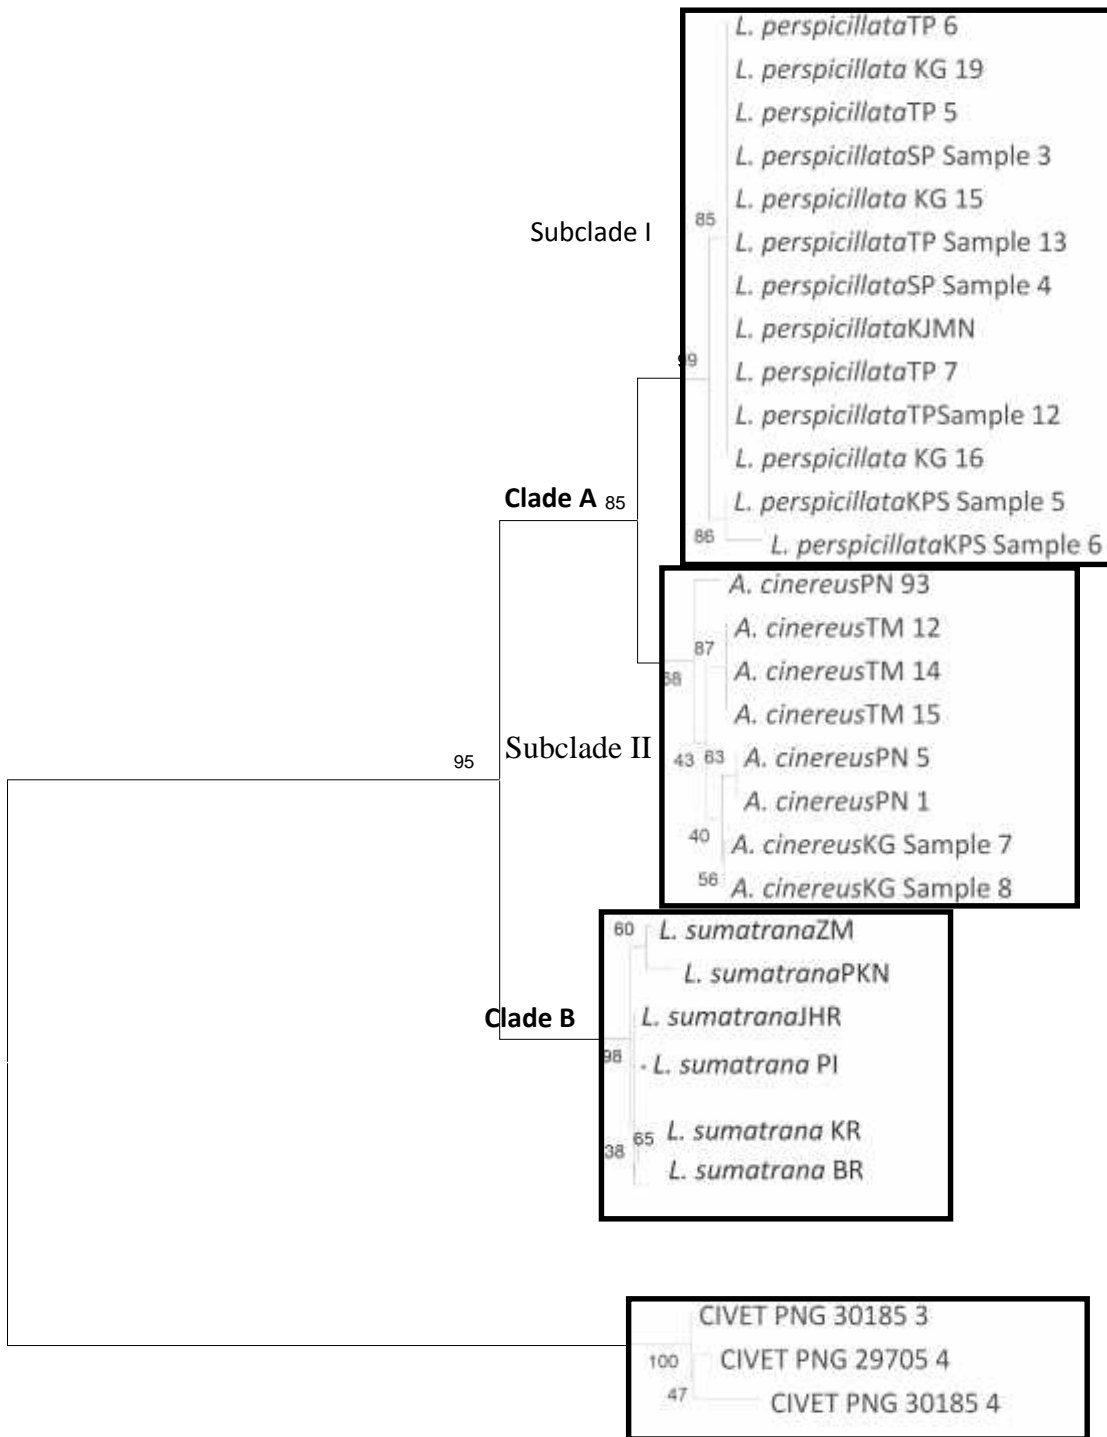 L. perspicillataTP 6
L. perspicillata KG 19
L. perspicillataTP 5
L. perspicillataSP Sample 3
L. perspicillata KG 15
85
Subclade I
L. perspicillataTP Sample 13
L. perspicillataSP Sample 4
L. perspicillataKJMN
99
L. perspicillataTP 7
L. perspicillataTPSample 12
L. perspicillata KG 16
Clade A 85
L. perspicillataKPS Sample 5
86
L. perspicillataKPS Sample 6
A. cinereusPN 93
A. cinereusTM 12
87
A. cinereusTM 14
68
A. cinereusTM 15
95
Subclade II
43
63
A. cinereusPN 5
A. cinereusPN 1
40
A. cinereusKG Sample 7
56
A. cinereusKG Sample 8
60
L. sumatranaZM
L. sumatranaPKN
Clade B
L. sumatranaJHR
98
L. sumatrana PI
38
65
L. sumatrana KR
L. sumatrana BR
CIVET PNG 30185 3
100
CIVET PNG 29705 4
47
CIVET PNG 30185 4